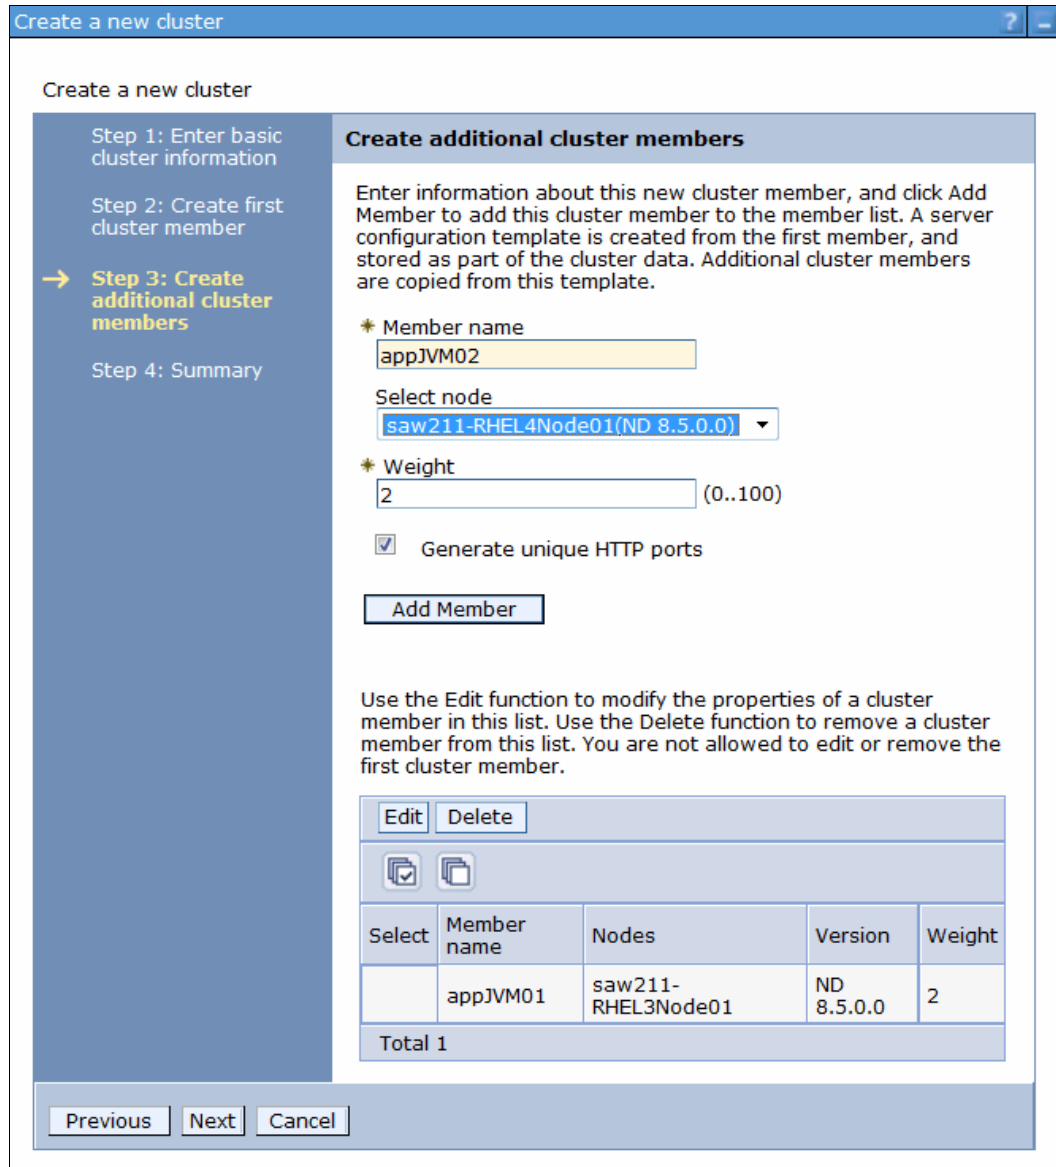 Create a new cluster
?
Create a new cluster
Step 1: Enter basic
cluster information
Step 2: Create first
cluster member
Step 3: Create
additional cluster
members
Step 4: Summary
Create additional cluster members
Enter information about this new cluster member, and click Add
Member to add this cluster member to the member list. A server
configuration template is created from the first member, and
stored as part of the cluster data. Additional cluster members
are copied from this template.
* Member name
appJVM02
Select node
saw211-RHEL4Node01(ND 8.5.0.0)
* Weight
2 (0..100)
Generate unique HTTP ports
Add Member
Use the Edit function to modify the properties of a cluster
member in this list. Use the Delete function to remove a cluster
member from this list. You are not allowed to edit or remove the
first cluster member.
Edit Delete
Select Member name Nodes Version Weight
appJVM01 saw211-RHEL3Node01 ND 8.5.0.0 2
Total 1
Previous Next Cancel